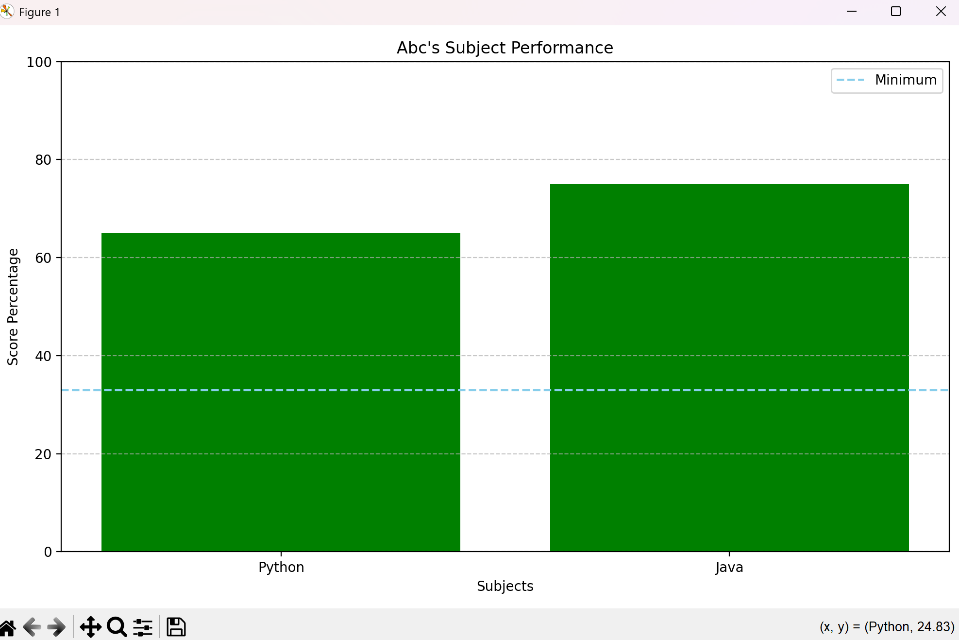 Figure 1
Abc's Subject Performance
Minimum
100
80
60
40
20
0
Score Percentage
Python Java
Subjects
(x, y) = (Python, 24.83)